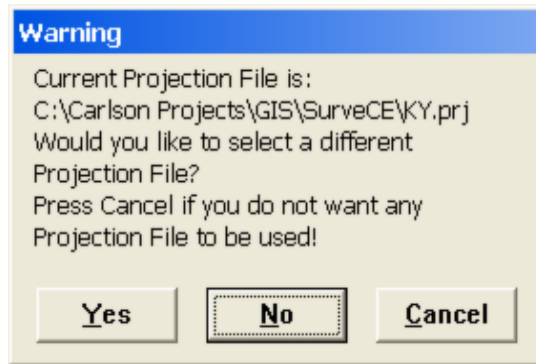 Warning
Current Projection File is:
C:\Carlson Projects\GIS\SurveCE\KY.prj
Would you like to select a different
Projection File?
Press Cancel if you do not want any
Projection File to be used!
Yes No Cancel